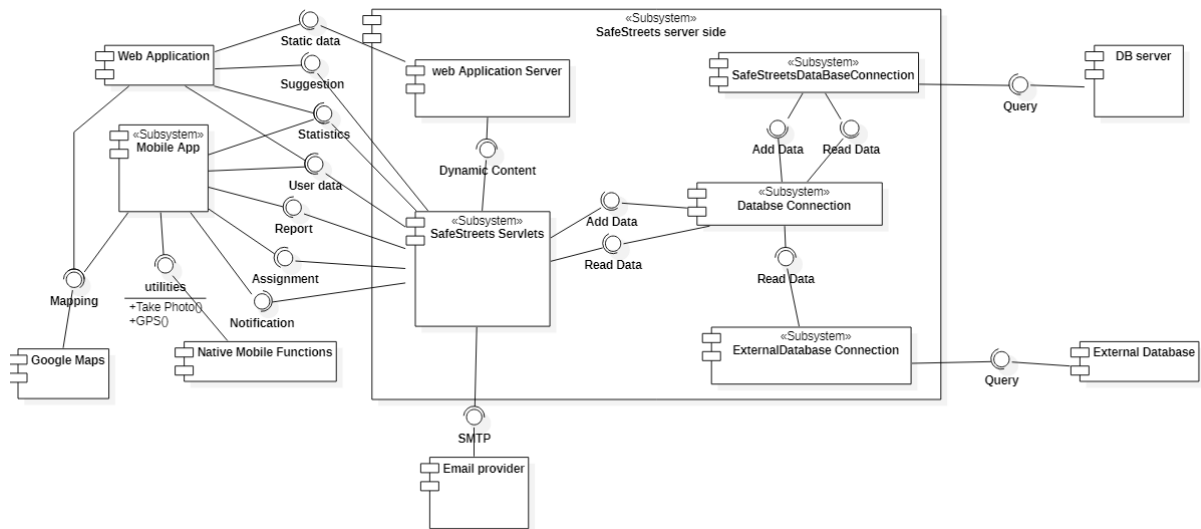 «Subsystem»
SafeStreets server side
Static data
Web Application
web Application Server
«Subsystem»
SafeStreetsDataBaseConnection
DB server
Suggestion
Query
Statistics
«Subsystem»
Mobile App
Add Data
Read Data
Dynamic Content
User data
«Subsystem»
Databse Connection
Report
«Subsystem»
SafeStreets Servlets
Add Data
Read Data
Assignment
Read Data
Mapping
utilities
+Take Photo()
+GPS()
Notification
Google Maps
Native Mobile Functions
«Subsystem»
ExternalDatabase Connection
Query
External Database
SMTP
Email provider